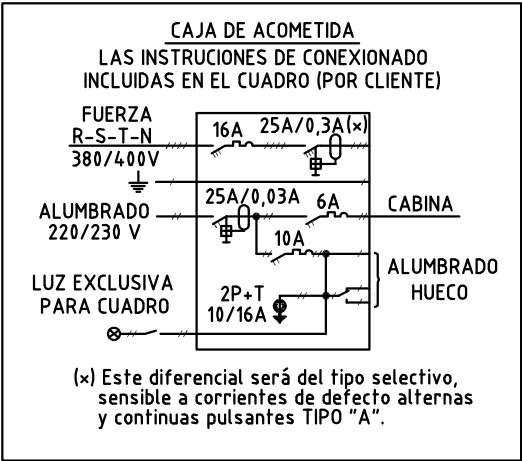 CAJA DE ACOMETIDA
LAS INSTRUCIONES DE CONEXIONADO
INCLUIDAS EN EL CUADRO (POR CLIENTE)
FUERZA
R-S-T-N
380/400V
16A
25A/0,3A(×)
25A/0,03A
6A
ALUMBRADO
220/230 V
CABINA
10A
ALUMBRADO
HUECO
LUZ EXCLUSIVA
PARA CUADRO
2P+T
10/16A
(×) Este diferencial será del tipo selectivo,
sensible a corrientes de defecto alternas
y continuas pulsantes TIPO "A".